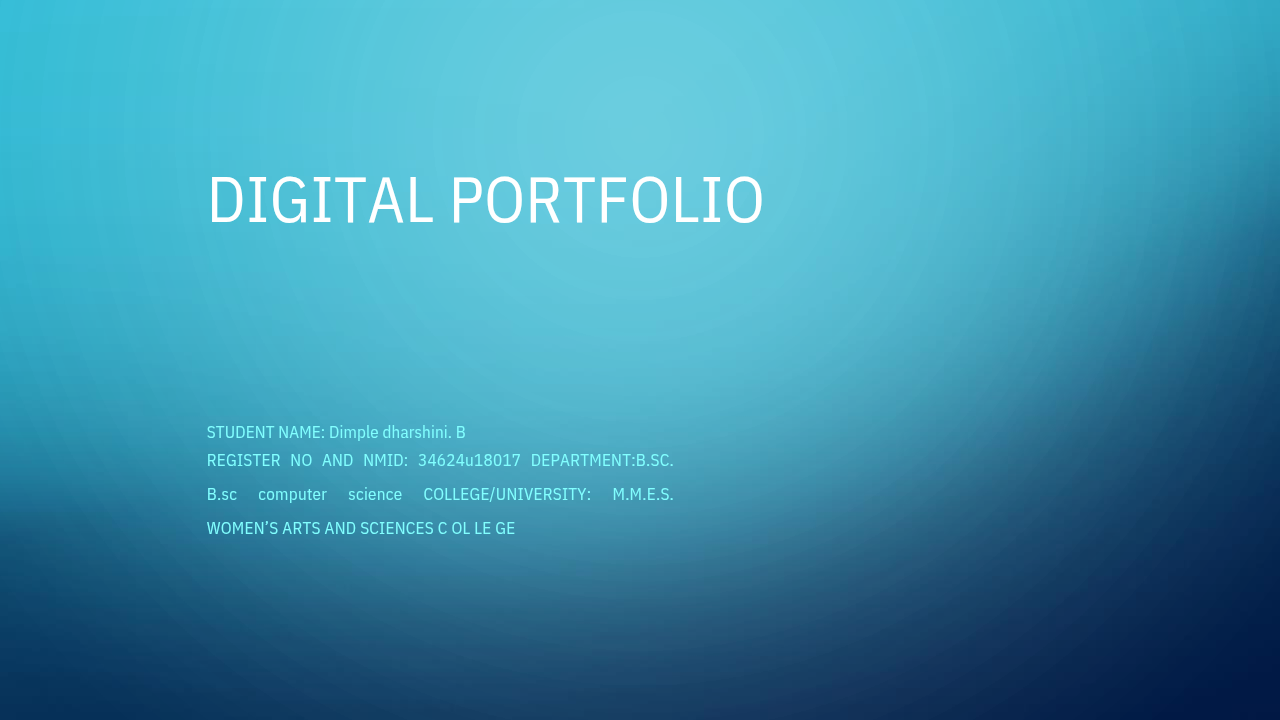 DIGITAL PORTFOLIO
STUDENT NAME: Dimple dharshini. B
REGISTER NO AND NMID: 34624u18017 DEPARTMENT:B.SC.
B.sc computer science COLLEGE/UNIVERSITY: M.M.E.S.
WOMEN’S ARTS AND SCIENCES C OL LE GE